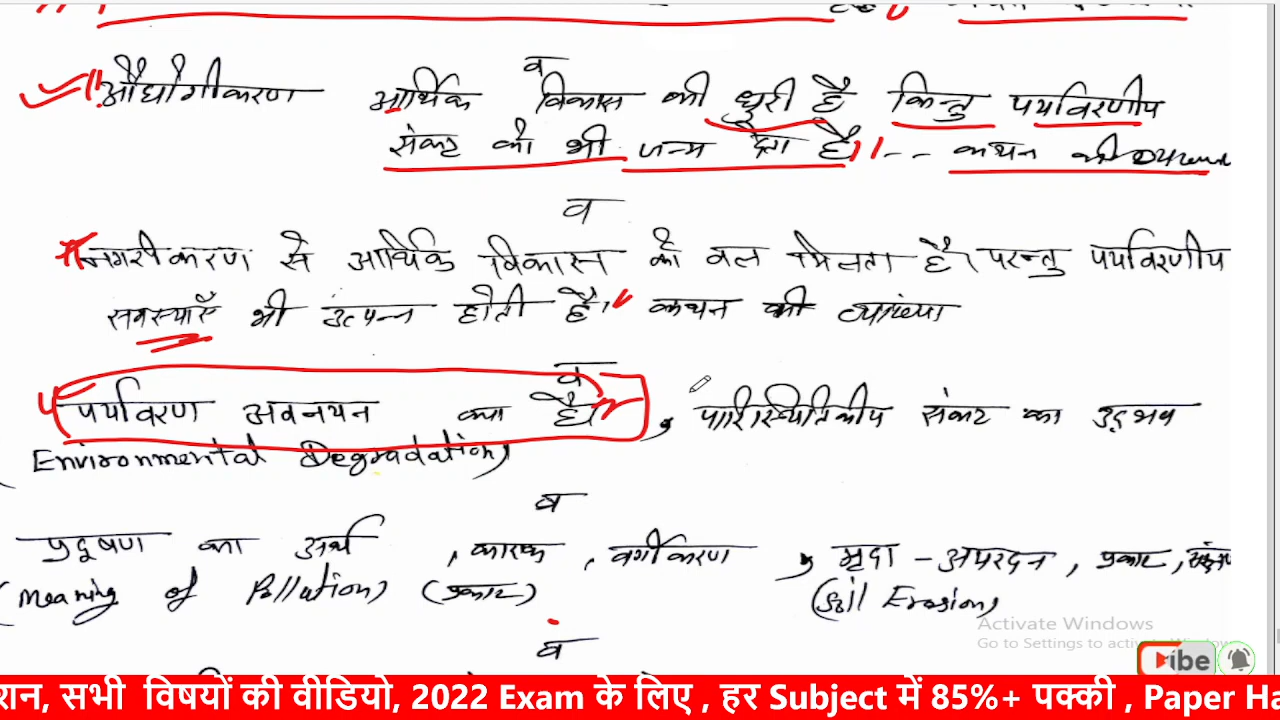 व
औद्योगीकरण आर्थिक विकास की धूरी है किन्तु पर्यावरणीय
संकट को भी जन्म देता है। -- कथन की
व
नगरीकरण से आर्थिक विकास को वल मिलता है। परन्तु पर्यावरणीय
समस्याएँ भी उत्पन्न होती है। कथन की व्याख्या
व
पर्यावरण अवनयन क्या है। , पारिस्थितिकीय संकट का उद्भव
(Environmental Degradation)
व
प्रदूषण का अर्थ , कारक , वर्गीकरण , मृदा - अपरदन , प्रकार ,
(Meaning of Pollution) (प्रकार) (Soil Erosion)
Activate Windows
Go to Settings to activate Windows.
व
ribe
रान, सभी विषयों की वीडियो, 2022 Exam के लिए , हर Subject में 85%+ पक्की , Paper Ha